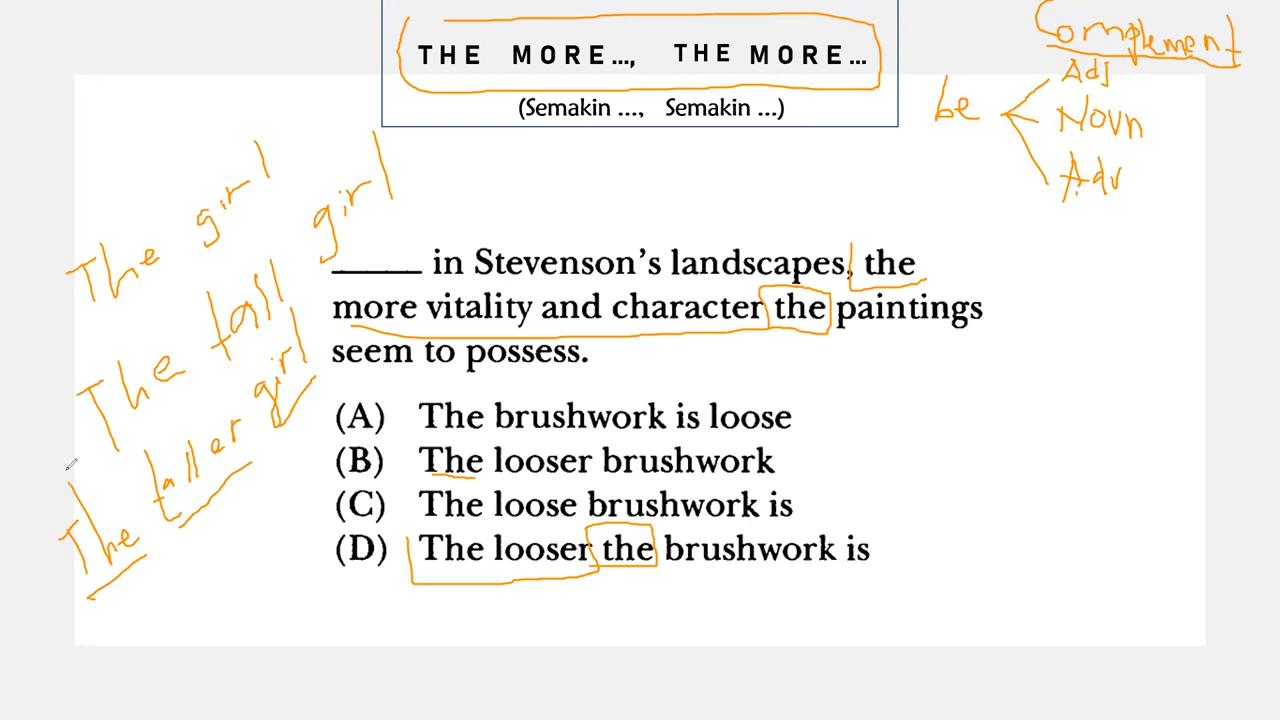 THE MORE..., THE MORE...
(Semakin ..., Semakin ...)
Complement
be
Adj
Noun
Adv
The girl
The tall girl
The taller girl
_____ in Stevenson's landscapes, the
more vitality and character the paintings
seem to possess.
(A) The brushwork is loose
(B) The looser brushwork
(C) The loose brushwork is
(D) The looser the brushwork is